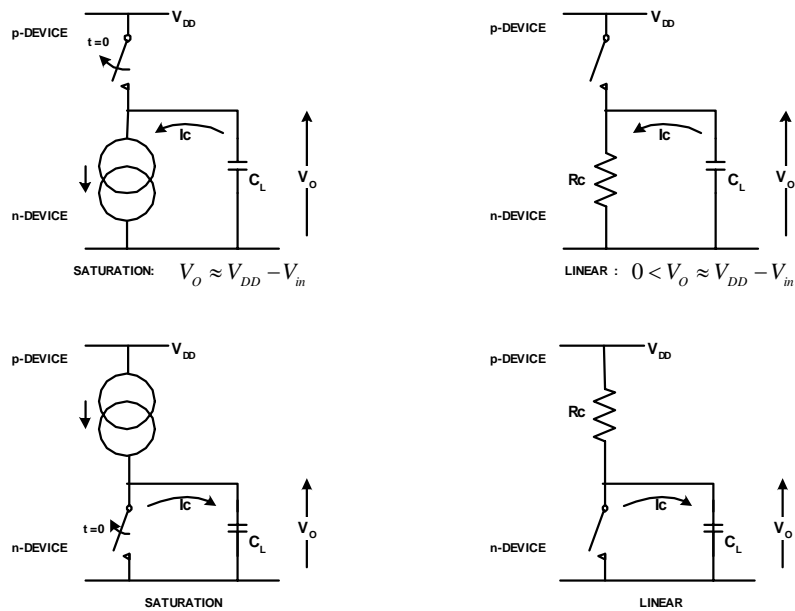 p-DEVICE
V_DD
t=0
Ic
C_L
V_O
n-DEVICE
SATURATION: V_O ≈ V_DD − V_in
p-DEVICE
V_DD
Ic
Rc
C_L
V_O
n-DEVICE
LINEAR : 0 < V_O ≈ V_DD − V_in
p-DEVICE
V_DD
Ic
t=0
C_L
V_O
n-DEVICE
SATURATION
p-DEVICE
V_DD
Rc
Ic
C_L
V_O
n-DEVICE
LINEAR